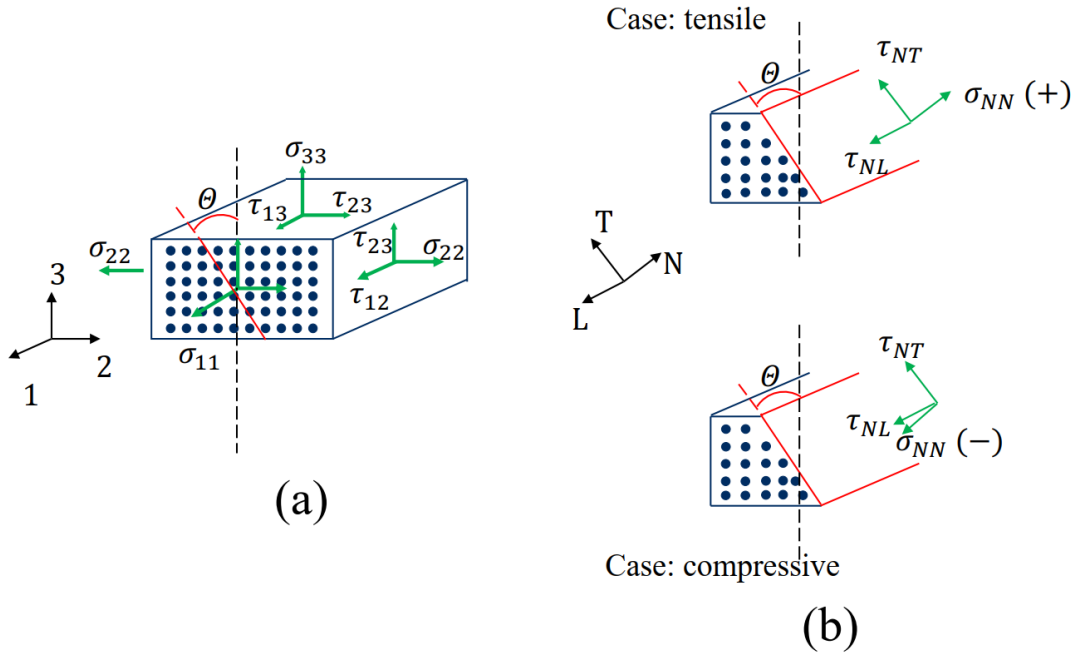 Case: tensile
Θ
τ_NT
σ_NN (+)
τ_NL
σ_33
Θ
τ_13
τ_23
σ_22
τ_23
σ_22
τ_12
3
1
2
σ_11
T
N
L
Θ
τ_NT
τ_NL
σ_NN (−)
(a)
Case: compressive
(b)